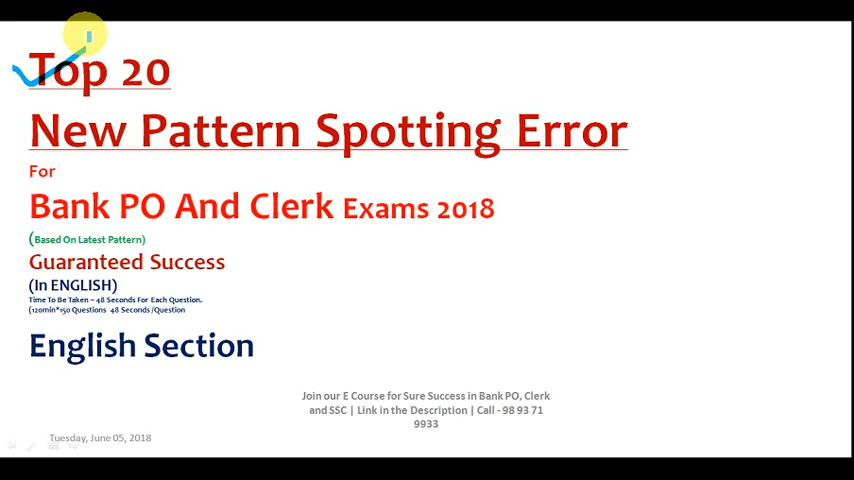 Top 20
New Pattern Spotting Error
For
Bank PO And Clerk Exams 2018
(Based On Latest Pattern)
Guaranteed Success
(In ENGLISH)
Time To Be Taken – 48 Seconds For Each Question.
(120min*150 Questions 48 Seconds /Question
English Section
Join our E Course for Sure Success in Bank PO, Clerk
and SSC | Link in the Description | Call - 98 93 71
9933
Tuesday, June 05, 2018